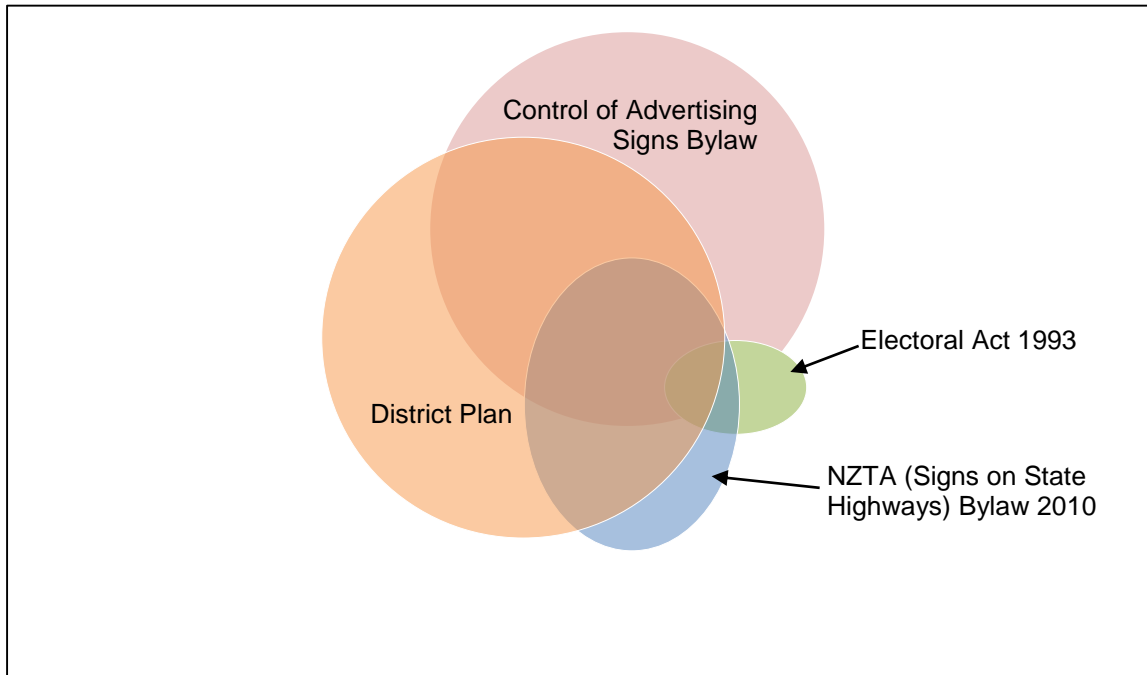 Control of Advertising
Signs Bylaw
Electoral Act 1993
District Plan
NZTA (Signs on State
Highways) Bylaw 2010